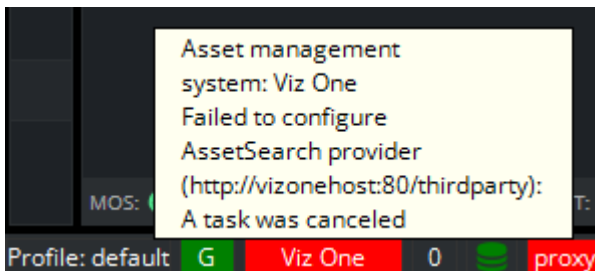 Asset management
system: Viz One
Failed to configure
AssetSearch provider
(http://vizonehost:80/thirdparty):
A task was canceled
MOS: T:
Profile: default G Viz One 0 proxy